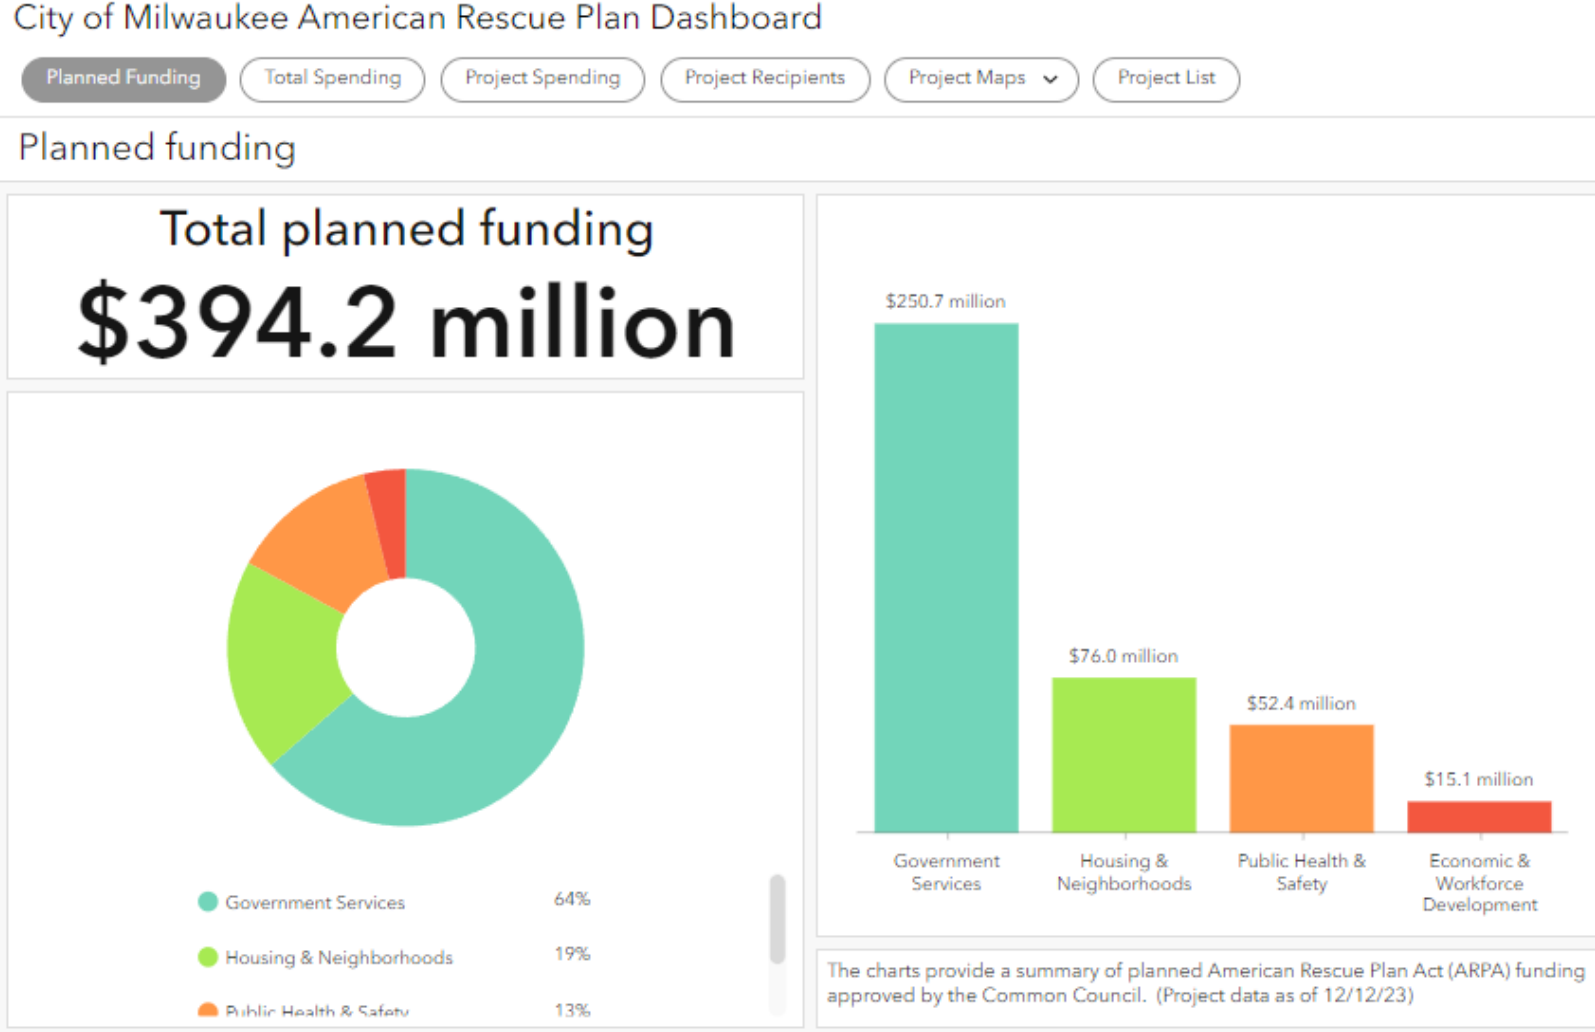 City of Milwaukee American Rescue Plan Dashboard
Planned Funding
Total Spending
Project Spending
Project Recipients
Project Maps
Project List
Planned funding
Total planned funding
$394.2 million
Government Services 64%
Housing & Neighborhoods 19%
Public Health & Safety 13%
$250.7 million
$76.0 million
$52.4 million
$15.1 million
Government
Services
Housing &
Neighborhoods
Public Health &
Safety
Economic &
Workforce
Development
The charts provide a summary of planned American Rescue Plan Act (ARPA) funding
approved by the Common Council. (Project data as of 12/12/23)